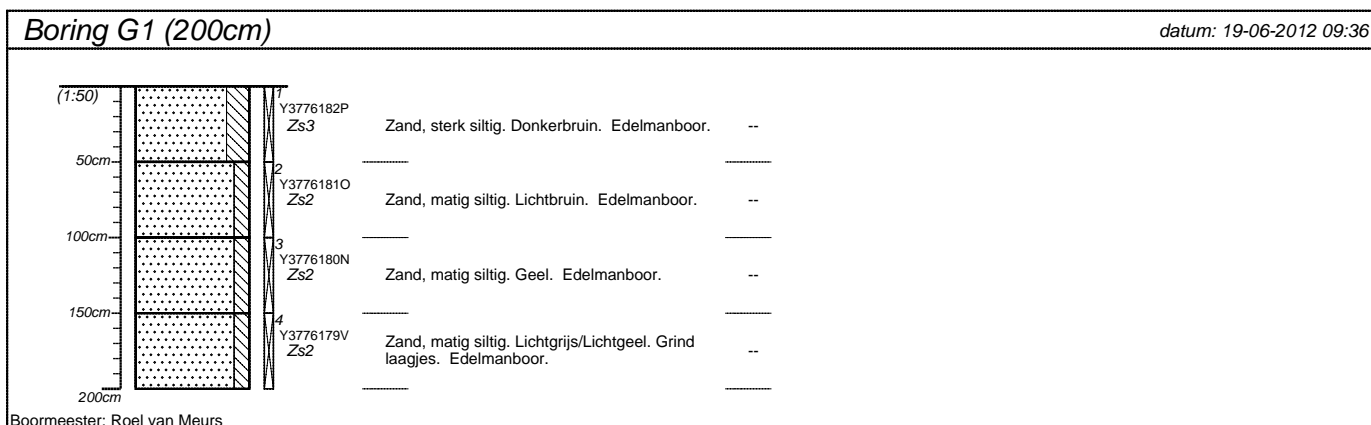 Boring G1 (200cm)
datum: 19-06-2012 09:36
(1:50)
1
Y3776182P
Zs3
Zand, sterk siltig. Donkerbruin. Edelmanboor.
--
50cm
2
Y3776181O
Zs2
Zand, matig siltig. Lichtbruin. Edelmanboor.
--
100cm
3
Y3776180N
Zs2
Zand, matig siltig. Geel. Edelmanboor.
--
150cm
4
Y3776179V
Zs2
Zand, matig siltig. Lichtgrijs/Lichtgeel. Grind
laagjes. Edelmanboor.
--
200cm
Boormeester: Roel van Meurs